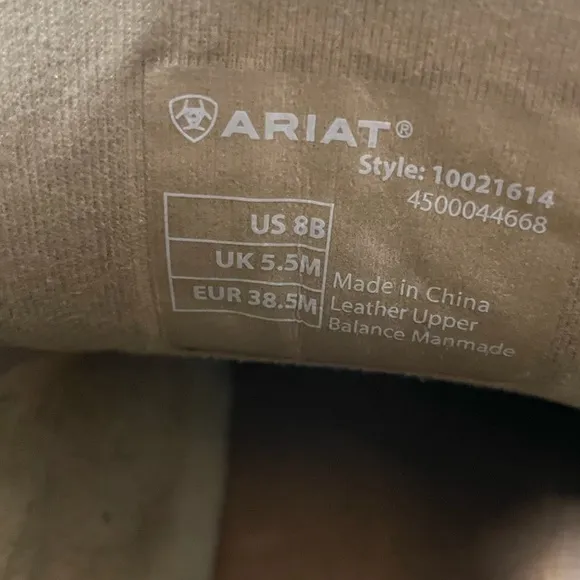 ARIAT®
Style: 10021614
4500044668
US 8B
UK 5.5M
EUR 38.5M
Made in China
Leather Upper
Balance Manmade